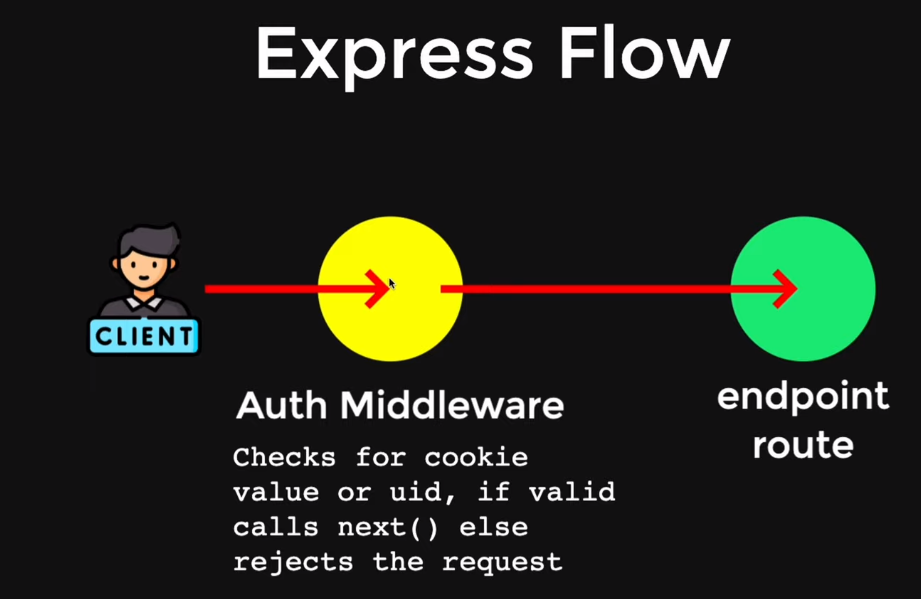 Express Flow
CLIENT
Auth Middleware
Checks for cookie
value or uid, if valid
calls next() else
rejects the request
endpoint
route